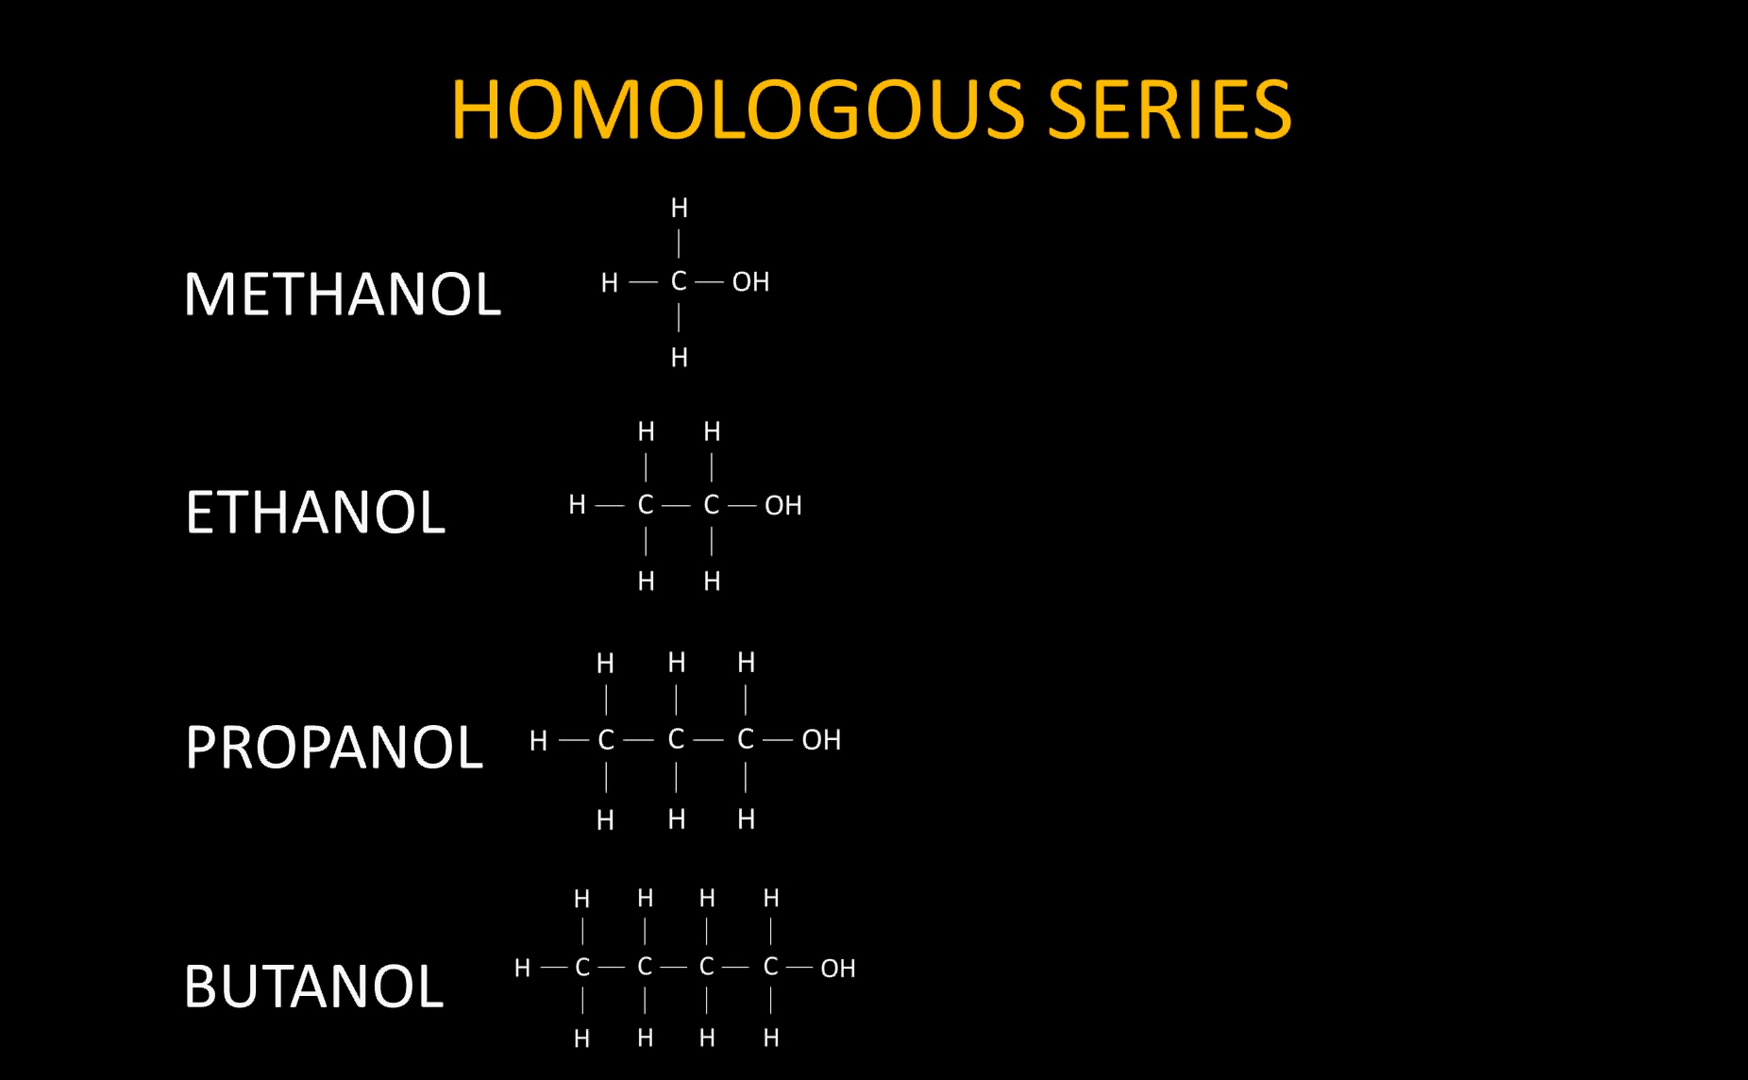 HOMOLOGOUS SERIES
H
METHANOL H — C — OH
H
H H
ETHANOL H — C — C — OH
H H
H H H
PROPANOL H — C — C — C — OH
H H H
H H H H
BUTANOL H — C — C — C — C — OH
H H H H